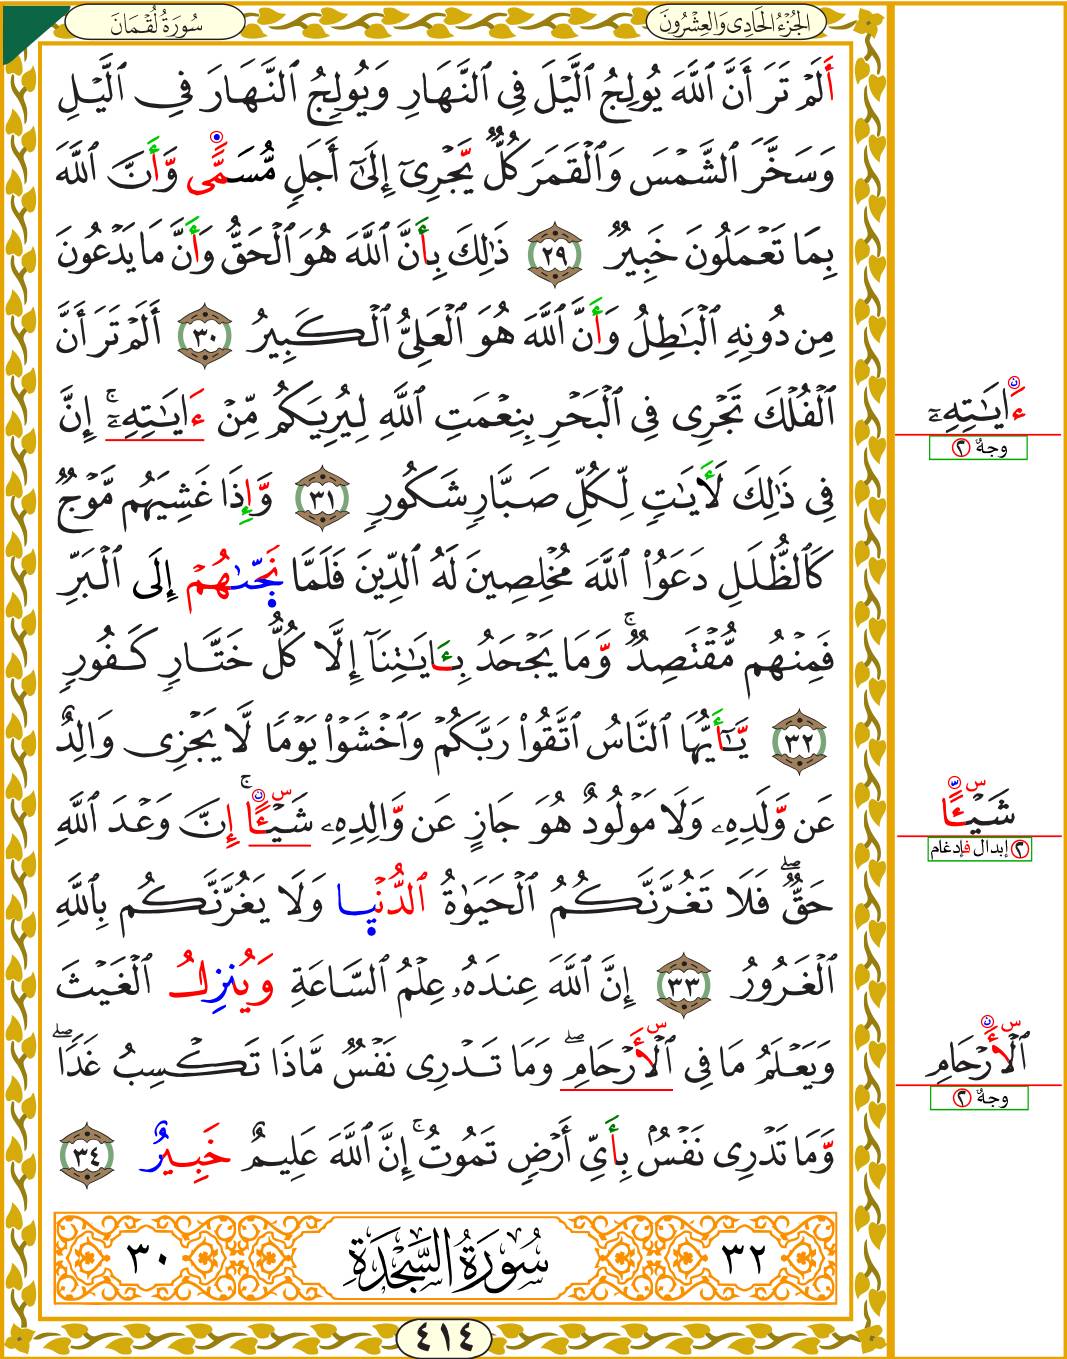 الجُزْءُ الحَادِى وَالعِشْرُونَ
سُورَةُ لُقْمَانَ
أَلَمْ تَرَ أَنَّ ٱللَّهَ يُولِجُ ٱلَّيْلَ فِى ٱلنَّهَارِ وَيُولِجُ ٱلنَّهَارَ فِى ٱلَّيْلِ
وَسَخَّرَ ٱلشَّمْسَ وَٱلْقَمَرَ كُلٌّ يَّجْرِىٓ إِلَىٰٓ أَجَلٍ مُّسَمًّى وَّأَنَّ ٱللَّهَ
بِمَا تَعْمَلُونَ خَبِيرٌ ٢٩ ذَٰلِكَ بِأَنَّ ٱللَّهَ هُوَ ٱلْحَقُّ وَأَنَّ مَا يَدْعُونَ
مِن دُونِهِ ٱلْبَٰطِلُ وَأَنَّ ٱللَّهَ هُوَ ٱلْعَلِىُّ ٱلْكَبِيرُ ٣٠ أَلَمْ تَرَ أَنَّ
ٱلْفُلْكَ تَجْرِى فِى ٱلْبَحْرِ بِنِعْمَتِ ٱللَّهِ لِيُرِيَكُم مِّنْ ءَايَٰتِهِۦٓ ۚ إِنَّ
فِى ذَٰلِكَ لَأَيَٰتٍ لِّكُلِّ صَبَّارٍ شَكُورٍ ٣١ وَّإِذَا غَشِيَهُم مَّوْجٌ
كَٱلظُّلَلِ دَعَوُا۟ ٱللَّهَ مُخْلِصِينَ لَهُ ٱلدِّينَ فَلَمَّا نَجَّىٰهُمْ إِلَى ٱلْبَرِّ
فَمِنْهُم مُّقْتَصِدٌ ۚ وَّمَا يَجْحَدُ بِـَٔايَٰتِنَآ إِلَّا كُلُّ خَتَّارٍ كَفُورٍ
٣٢ يَّٰٓأَيُّهَا ٱلنَّاسُ ٱتَّقُوا۟ رَبَّكُمْ وَٱخْشَوْا۟ يَوْمًا لَّا يَجْزِى وَالِدٌ
عَن وَّلَدِهِۦ وَلَا مَوْلُودٌ هُوَ جَازٍ عَن وَّالِدِهِۦ شَيْـًٔا ۚ إِنَّ وَعْدَ ٱللَّهِ
حَقٌّ ۖ فَلَا تَغُرَّنَّكُمُ ٱلْحَيَوٰةُ ٱلدُّنْيَا وَلَا يَغُرَّنَّكُم بِٱللَّهِ
ٱلْغَرُورُ ٣٣ إِنَّ ٱللَّهَ عِندَهُۥ عِلْمُ ٱلسَّاعَةِ وَيُنزِلُ ٱلْغَيْثَ
وَيَعْلَمُ مَا فِى ٱلْأَرْحَامِ ۖ وَمَا تَدْرِى نَفْسٌ مَّاذَا تَكْسِبُ غَدًا ۖ
وَّمَا تَدْرِى نَفْسٌۢ بِأَىِّ أَرْضٍ تَمُوتُ ۚ إِنَّ ٱللَّهَ عَلِيمٌ خَبِيرٌ ٣٤
٣٢ سُورَةُ السَّجْدَةِ ٣٠
٤١٤
ن
ءَايَٰتِهِۦٓ
وجهٌ ٢
س ن
شَيْـًٔا
٢ إبدال فإدغام
س ن
ٱلْأَرْحَامِ
وجهٌ ٢